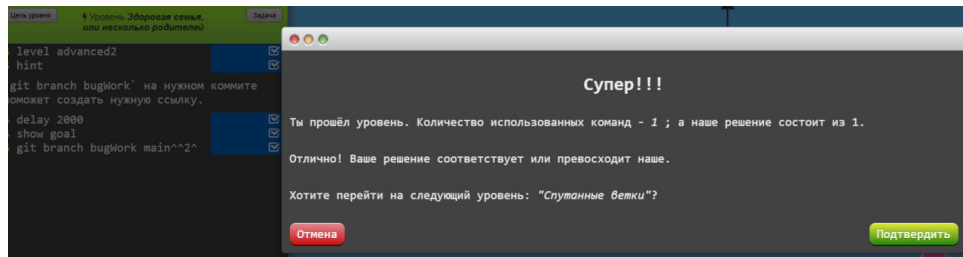 Цель уровня
Уровень Здоровая семья,
или несколько родителей
Задача
level advanced2
hint
git branch bugWork` на нужном коммите
поможет создать нужную ссылку.
delay 2000
show goal
git branch bugWork main^^2^
Супер!!!
Ты прошёл уровень. Количество использованных команд - 1 ; а наше решение состоит из 1.
Отлично! Ваше решение соответствует или превосходит наше.
Хотите перейти на следующий уровень: "Спутанные ветки"?
Отмена
Подтвердить